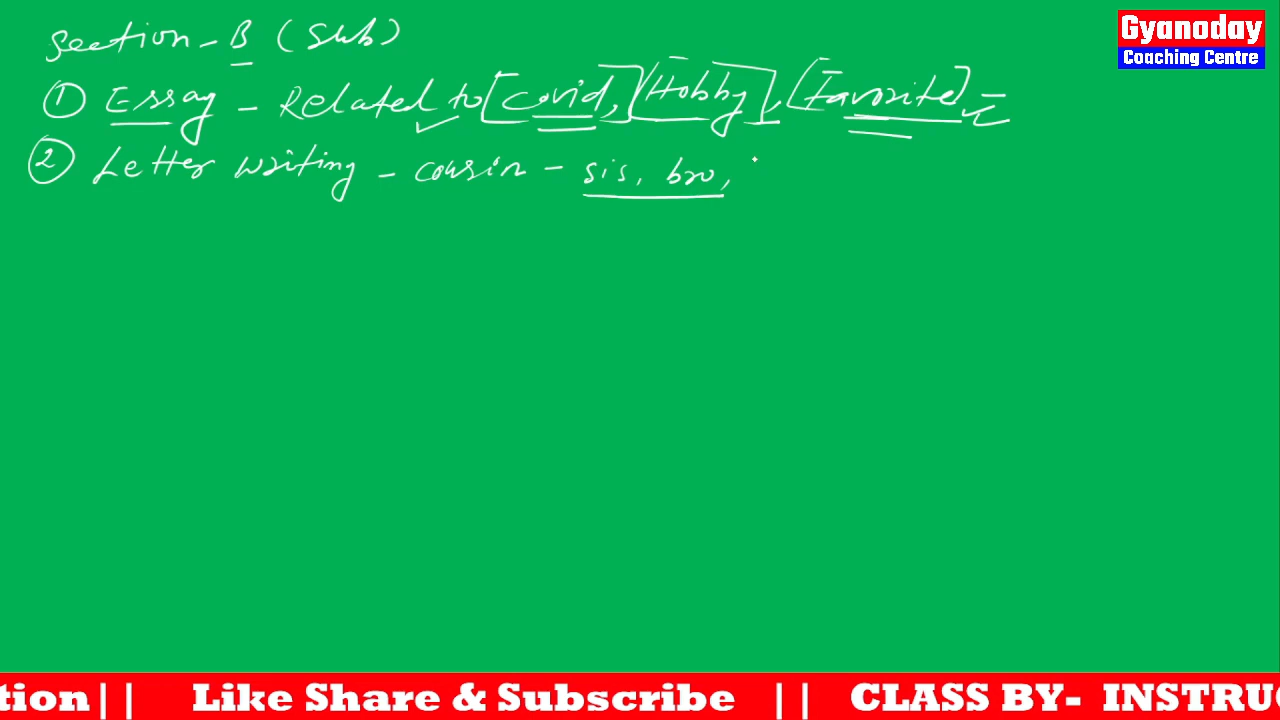 Gyanoday
Coaching Centre
Section - B (Sub)
① Essay - Related to [Covid, [Hobby], [Favorite], -
② Letter writing - cousin - sis, bro,
tion|| Like Share & Subscribe || CLASS BY- INSTRUC